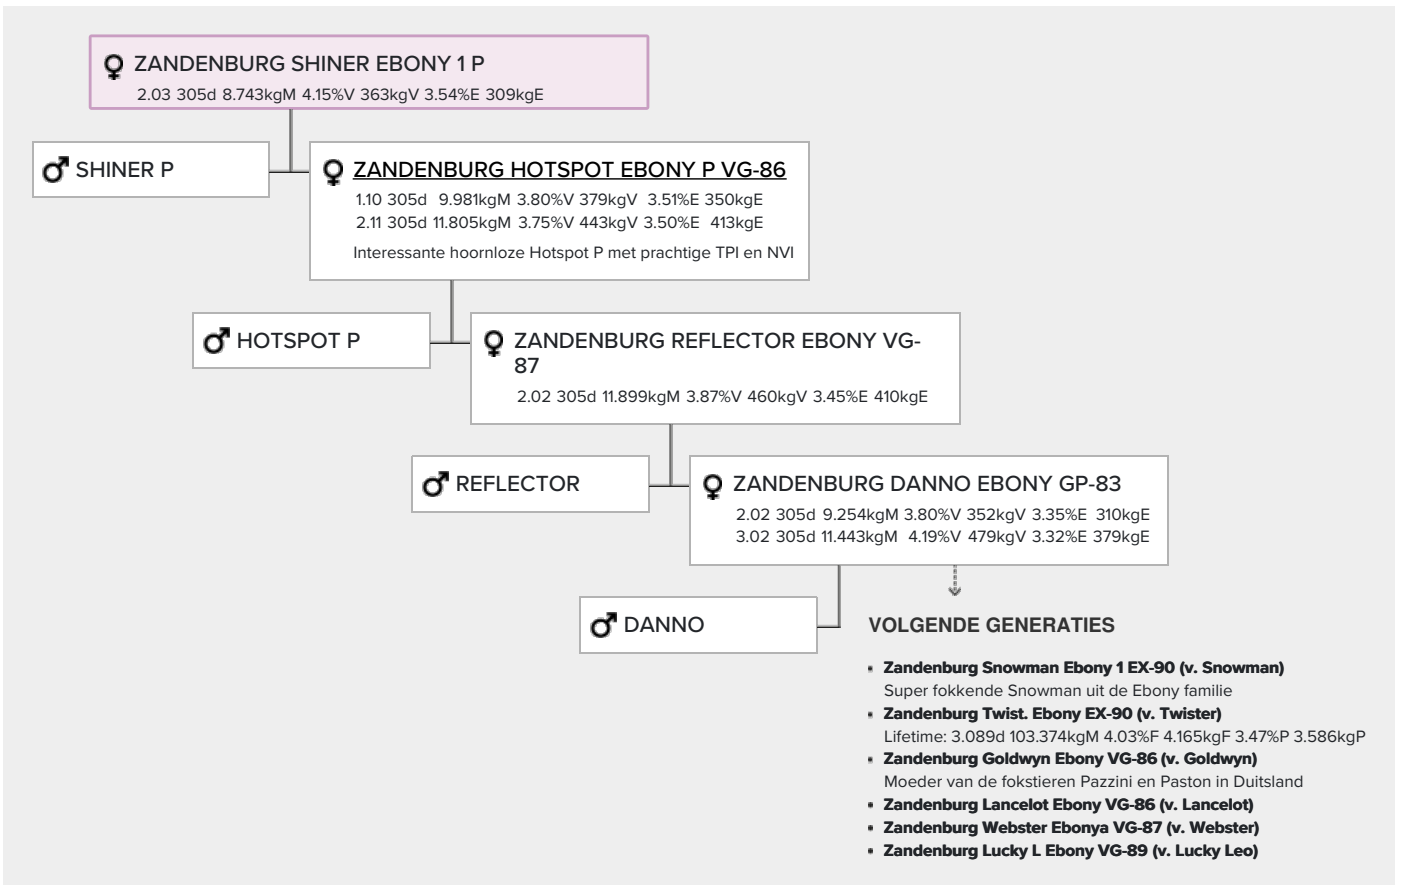 ZANDENBURG SHINER EBONY 1 P
2.03 305d 8.743kgM 4.15%V 363kgV 3.54%E 309kgE
SHINER P
ZANDENBURG HOTSPOT EBONY P VG-86
1.10 305d 9.981kgM 3.80%V 379kgV 3.51%E 350kgE
2.11 305d 11.805kgM 3.75%V 443kgV 3.50%E 413kgE
Interessante hoornloze Hotspot P met prachtige TPI en NVI
HOTSPOT P
ZANDENBURG REFLECTOR EBONY VG-
87
2.02 305d 11.899kgM 3.87%V 460kgV 3.45%E 410kgE
REFLECTOR
ZANDENBURG DANNO EBONY GP-83
2.02 305d 9.254kgM 3.80%V 352kgV 3.35%E 310kgE
3.02 305d 11.443kgM 4.19%V 479kgV 3.32%E 379kgE
DANNO
VOLGENDE GENERATIES
▪ Zandenburg Snowman Ebony 1 EX-90 (v. Snowman)
Super fokkende Snowman uit de Ebony familie
▪ Zandenburg Twist. Ebony EX-90 (v. Twister)
Lifetime: 3.089d 103.374kgM 4.03%F 4.165kgF 3.47%P 3.586kgP
▪ Zandenburg Goldwyn Ebony VG-86 (v. Goldwyn)
Moeder van de fokstieren Pazzini en Paston in Duitsland
▪ Zandenburg Lancelot Ebony VG-86 (v. Lancelot)
▪ Zandenburg Webster Ebonya VG-87 (v. Webster)
▪ Zandenburg Lucky L Ebony VG-89 (v. Lucky Leo)